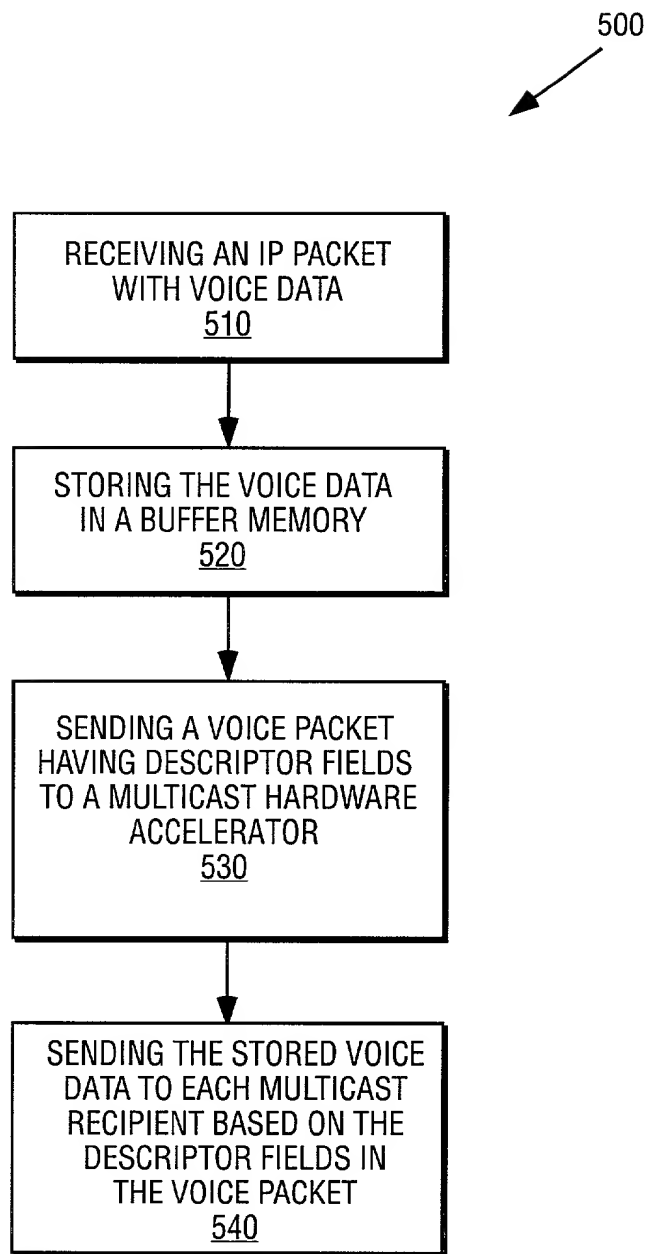 500
RECEIVING AN IP PACKET
WITH VOICE DATA
510
STORING THE VOICE DATA
IN A BUFFER MEMORY
520
SENDING A VOICE PACKET
HAVING DESCRIPTOR FIELDS
TO A MULTICAST HARDWARE
ACCELERATOR
530
SENDING THE STORED VOICE
DATA TO EACH MULTICAST
RECIPIENT BASED ON THE
DESCRIPTOR FIELDS IN
THE VOICE PACKET
540